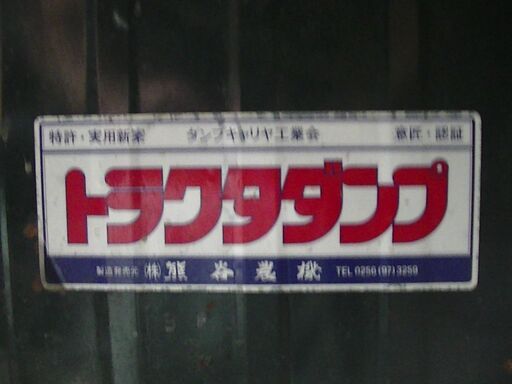 特許・実用新案 ダンプキャリヤ工業会 意匠・認証
トラクタダンプ
製造発売元 (株) 熊谷農機 TEL 0256 (97) 3259